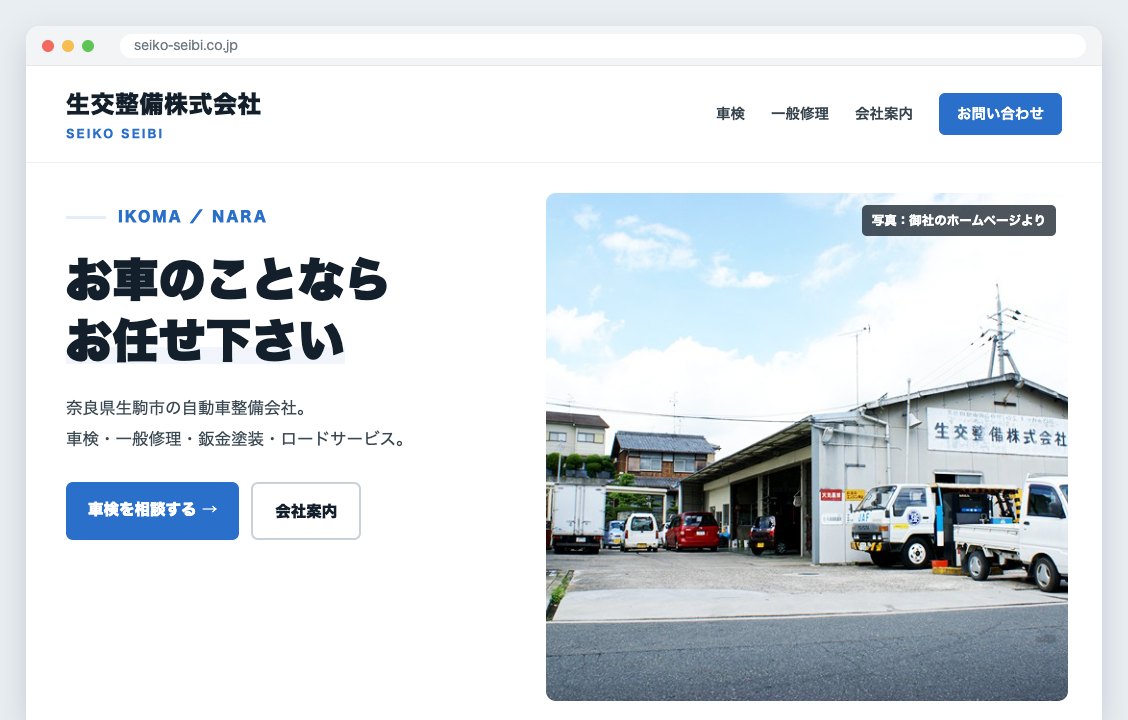 seiko-seibi.co.jp
生交整備株式会社
SEIKO SEIBI
車検
一般修理
会社案内
お問い合わせ
IKOMA / NARA
お車のことなら
お任せ下さい
奈良県生駒市の自動車整備会社。
車検・一般修理・鈑金塗装・ロードサービス。
車検を相談する →
会社案内
写真：御社のホームページより
生交整備株式会社
JAF